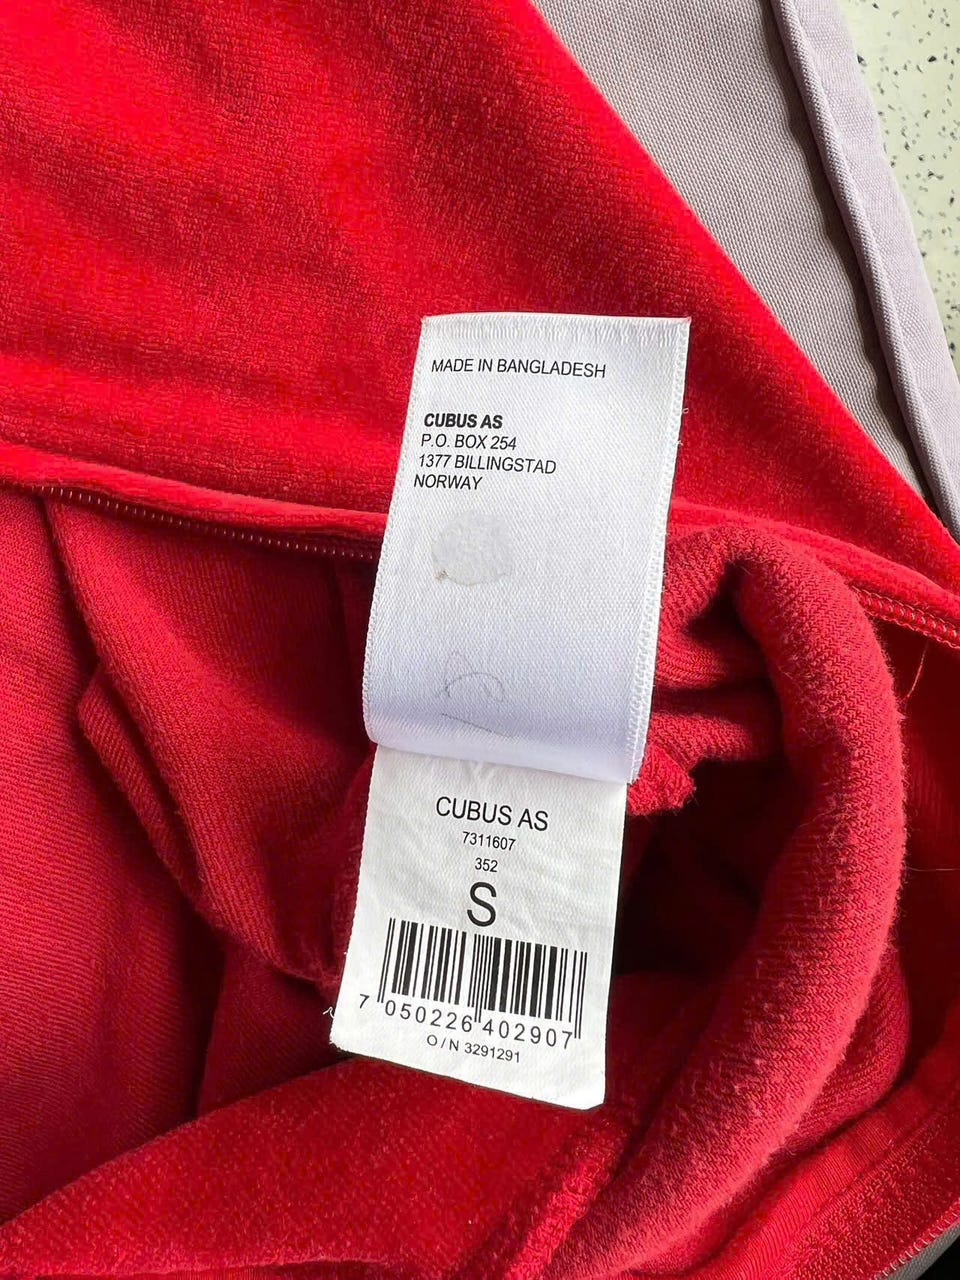 MADE IN BANGLADESH
CUBUS AS
P.O. BOX 254
1377 BILLINGSTAD
NORWAY
CUBUS AS
7311607
352
S
7 050226 402907
O/N 3291291